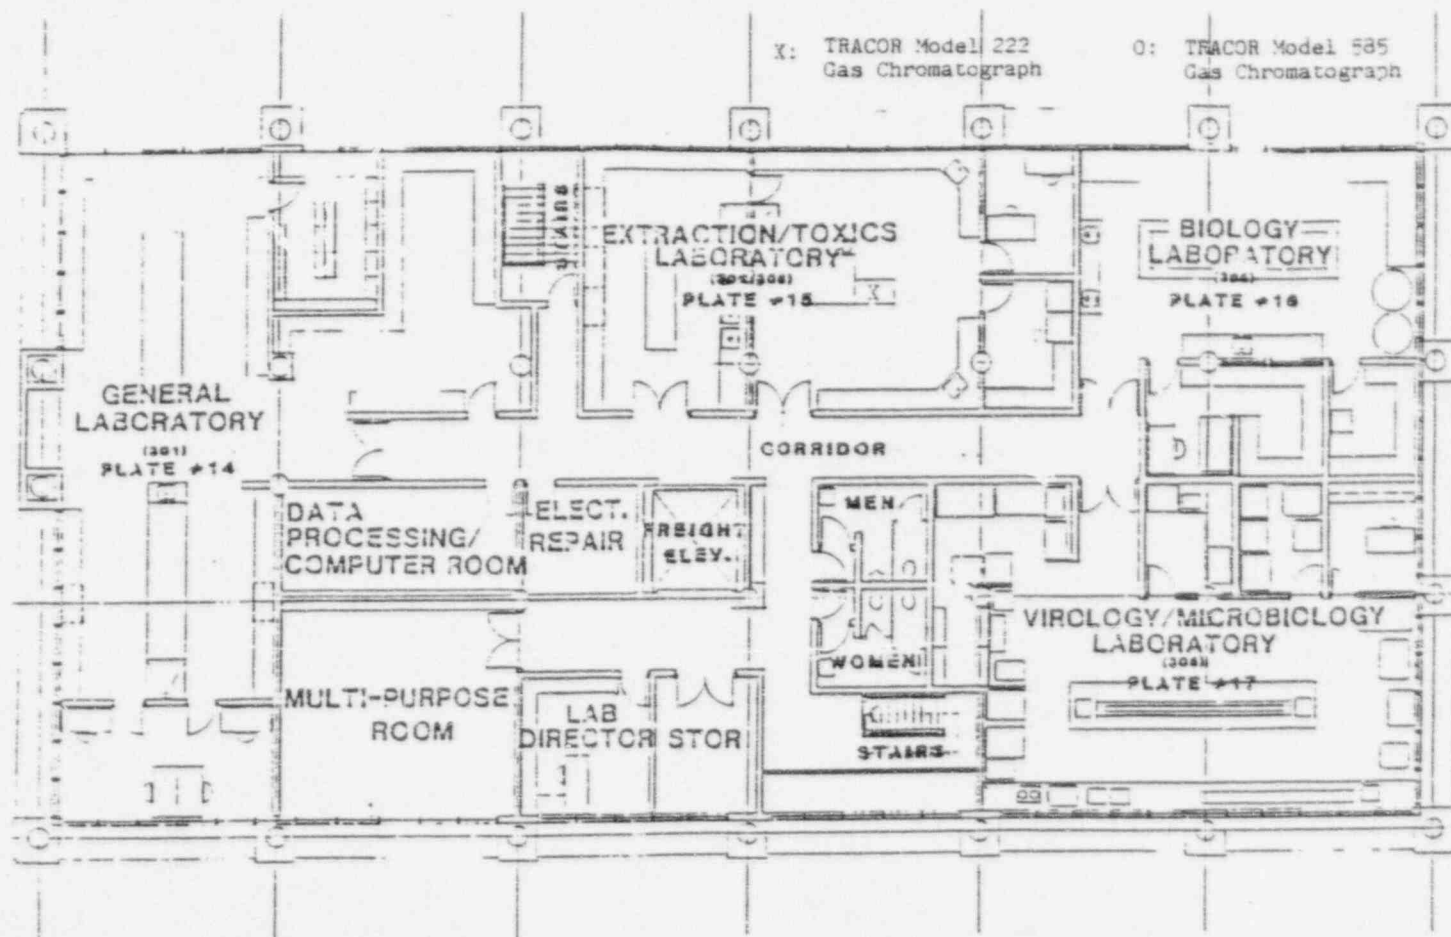 X: TRACOR Model 222
Gas Chromatograph
O: TRACOR Model 585
Gas Chromatograph
STAIRS
EXTRACTION/TOXICS
LABORATORY
PLATE #15
X
BIOLOGY
LABORATORY
(304)
PLATE #16
GENERAL
LABORATORY
(301)
PLATE #14
CORRIDOR
DATA
PROCESSING/
COMPUTER ROOM
ELECT.
REPAIR
FREIGHT
ELEV.
MEN
WOMEN
VIROLOGY/MICROBIOLOGY
LABORATORY
PLATE #17
MULTI-PURPOSE
ROOM
LAB
DIRECTOR
STOR
STAIRS